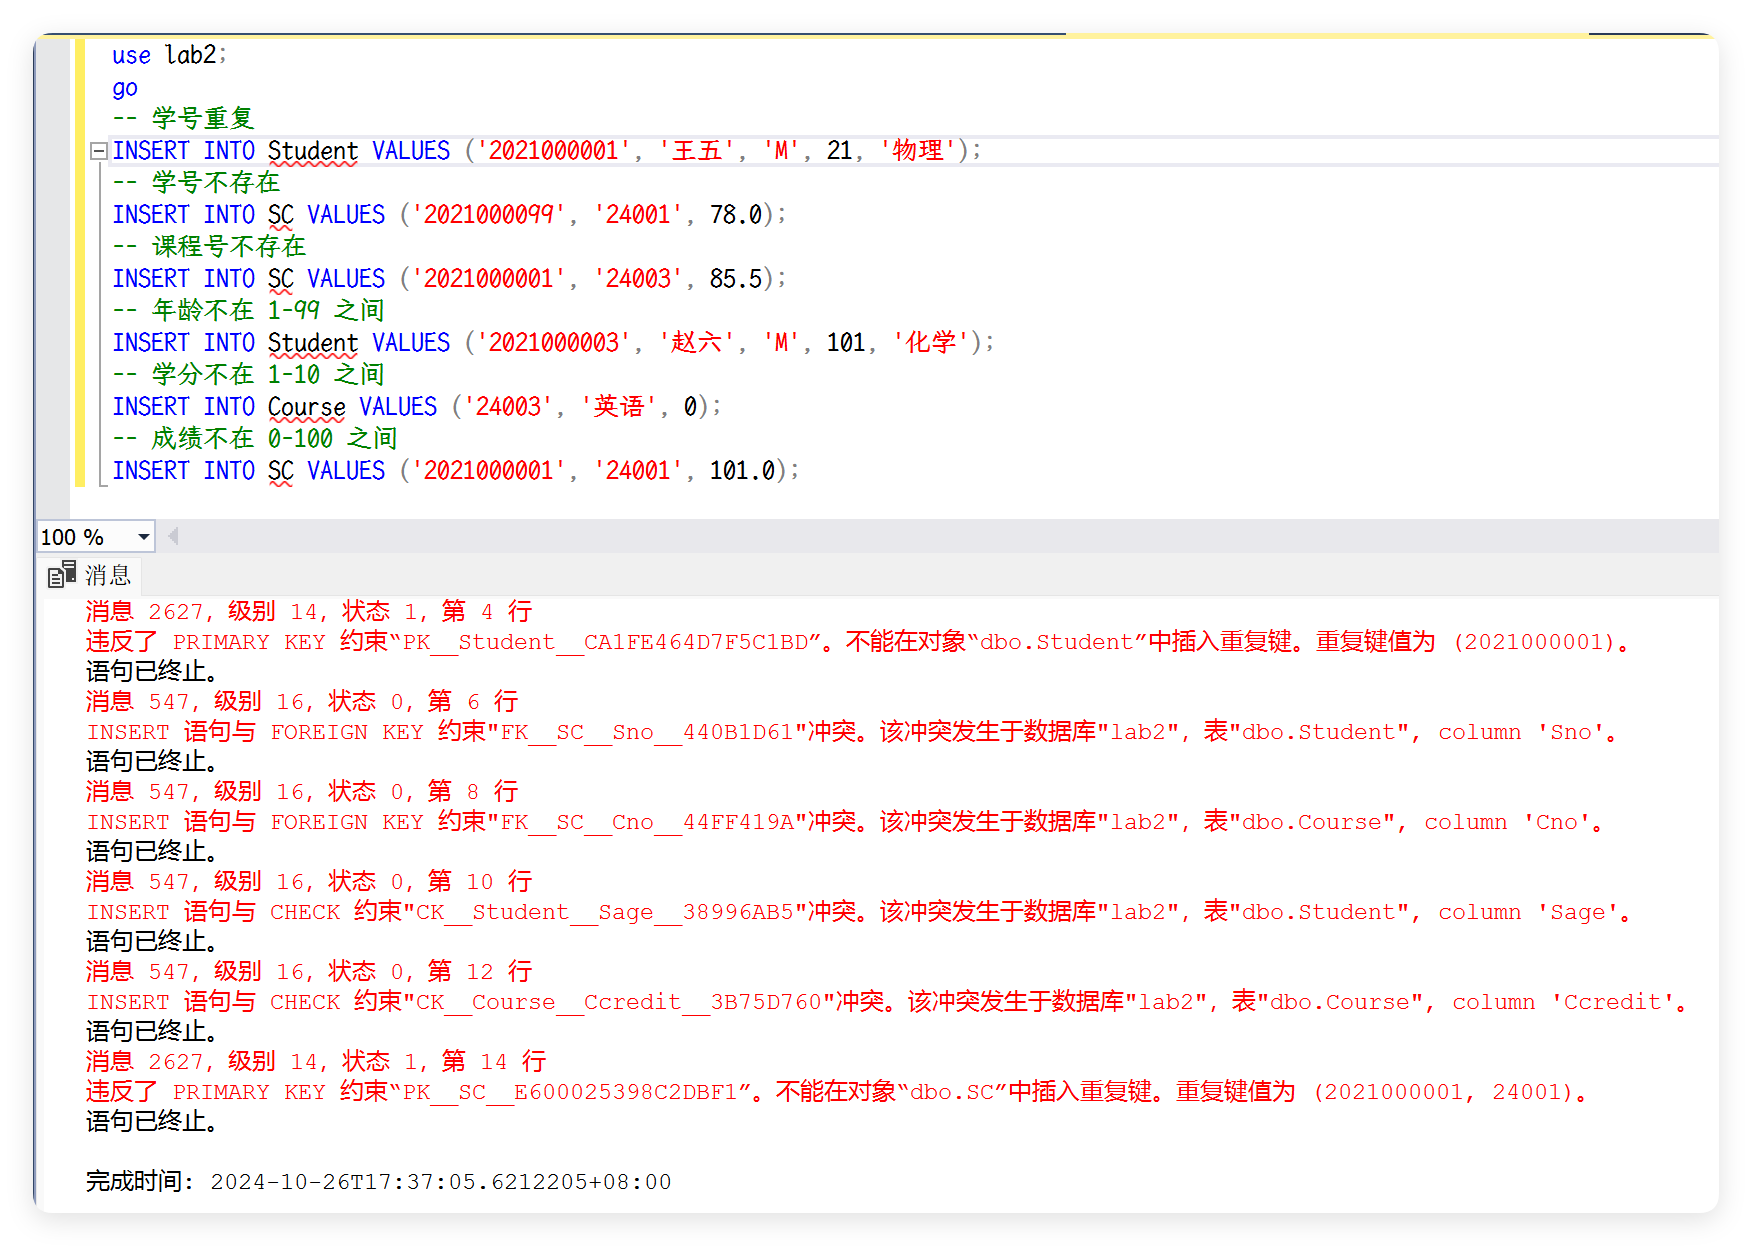 use lab2;
go
-- 学号重复
INSERT INTO Student VALUES ('2021000001', '王五', 'M', 21, '物理');
-- 学号不存在
INSERT INTO SC VALUES ('2021000099', '24001', 78.0);
-- 课程号不存在
INSERT INTO SC VALUES ('2021000001', '24003', 85.5);
-- 年龄不在 1-99 之间
INSERT INTO Student VALUES ('2021000003', '赵六', 'M', 101, '化学');
-- 学分不在 1-10 之间
INSERT INTO Course VALUES ('24003', '英语', 0);
-- 成绩不在 0-100 之间
INSERT INTO SC VALUES ('2021000001', '24001', 101.0);
100 %
消息
消息 2627，级别 14，状态 1，第 4 行
违反了 PRIMARY KEY 约束“PK__Student__CA1FE464D7F5C1BD”。不能在对象“dbo.Student”中插入重复键。重复键值为 (2021000001)。
语句已终止。
消息 547，级别 16，状态 0，第 6 行
INSERT 语句与 FOREIGN KEY 约束"FK__SC__Sno__440B1D61"冲突。该冲突发生于数据库"lab2"，表"dbo.Student", column 'Sno'。
语句已终止。
消息 547，级别 16，状态 0，第 8 行
INSERT 语句与 FOREIGN KEY 约束"FK__SC__Cno__44FF419A"冲突。该冲突发生于数据库"lab2"，表"dbo.Course", column 'Cno'。
语句已终止。
消息 547，级别 16，状态 0，第 10 行
INSERT 语句与 CHECK 约束"CK__Student__Sage__38996AB5"冲突。该冲突发生于数据库"lab2"，表"dbo.Student", column 'Sage'。
语句已终止。
消息 547，级别 16，状态 0，第 12 行
INSERT 语句与 CHECK 约束"CK__Course__Ccredit__3B75D760"冲突。该冲突发生于数据库"lab2"，表"dbo.Course", column 'Ccredit'。
语句已终止。
消息 2627，级别 14，状态 1，第 14 行
违反了 PRIMARY KEY 约束“PK__SC__E600025398C2DBF1”。不能在对象“dbo.SC”中插入重复键。重复键值为 (2021000001, 24001)。
语句已终止。
完成时间: 2024-10-26T17:37:05.6212205+08:00